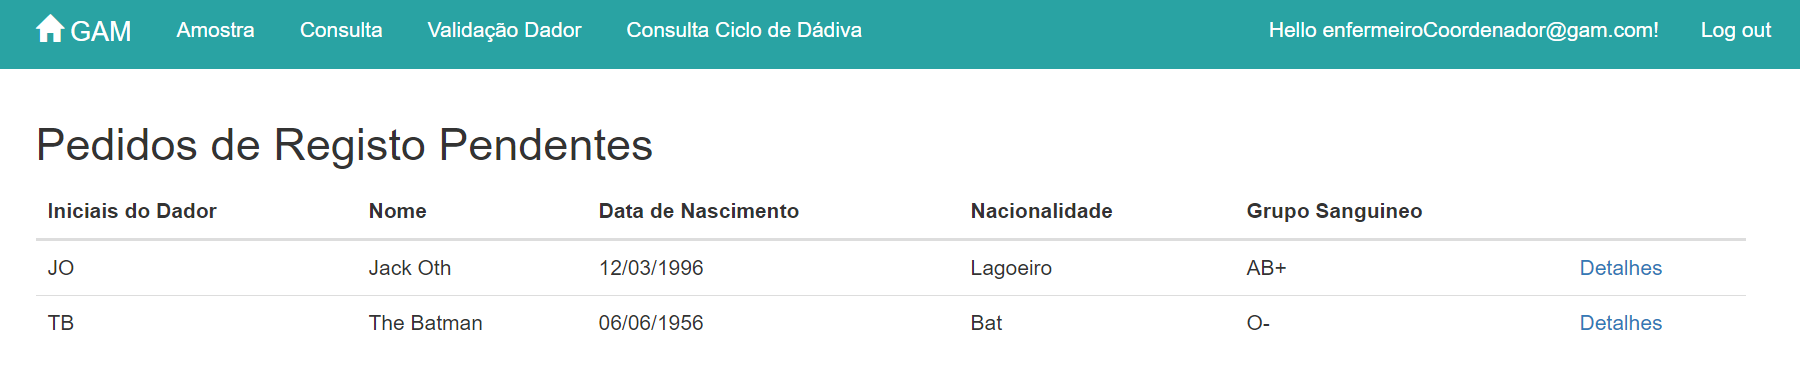 GAM Amostra Consulta Validação Dador Consulta Ciclo de Dádiva Hello enfermeiroCoordenador@gam.com! Log out
Pedidos de Registo Pendentes
Iniciais do Dador Nome Data de Nascimento Nacionalidade Grupo Sanguineo
JO Jack Oth 12/03/1996 Lagoeiro AB+ Detalhes
TB The Batman 06/06/1956 Bat O- Detalhes